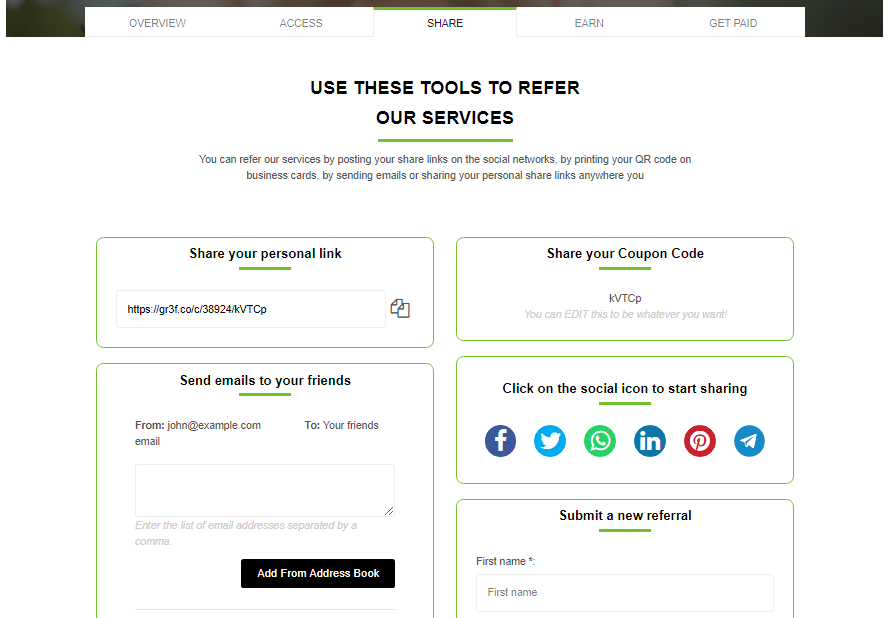 OVERVIEW
ACCESS
SHARE
EARN
GET PAID
USE THESE TOOLS TO REFER
OUR SERVICES
You can refer our services by posting your share links on the social networks, by printing your QR code on
business cards, by sending emails or sharing your personal share links anywhere you
Share your personal link
https://gr3f.co/c/38924/kVTCp
Send emails to your friends
From: john@example.com
To: Your friends
email
Enter the list of email addresses separated by a
comma.
Add From Address Book
Share your Coupon Code
kVTCp
You can EDIT this to be whatever you want!
Click on the social icon to start sharing
Submit a new referral
First name *:
First name